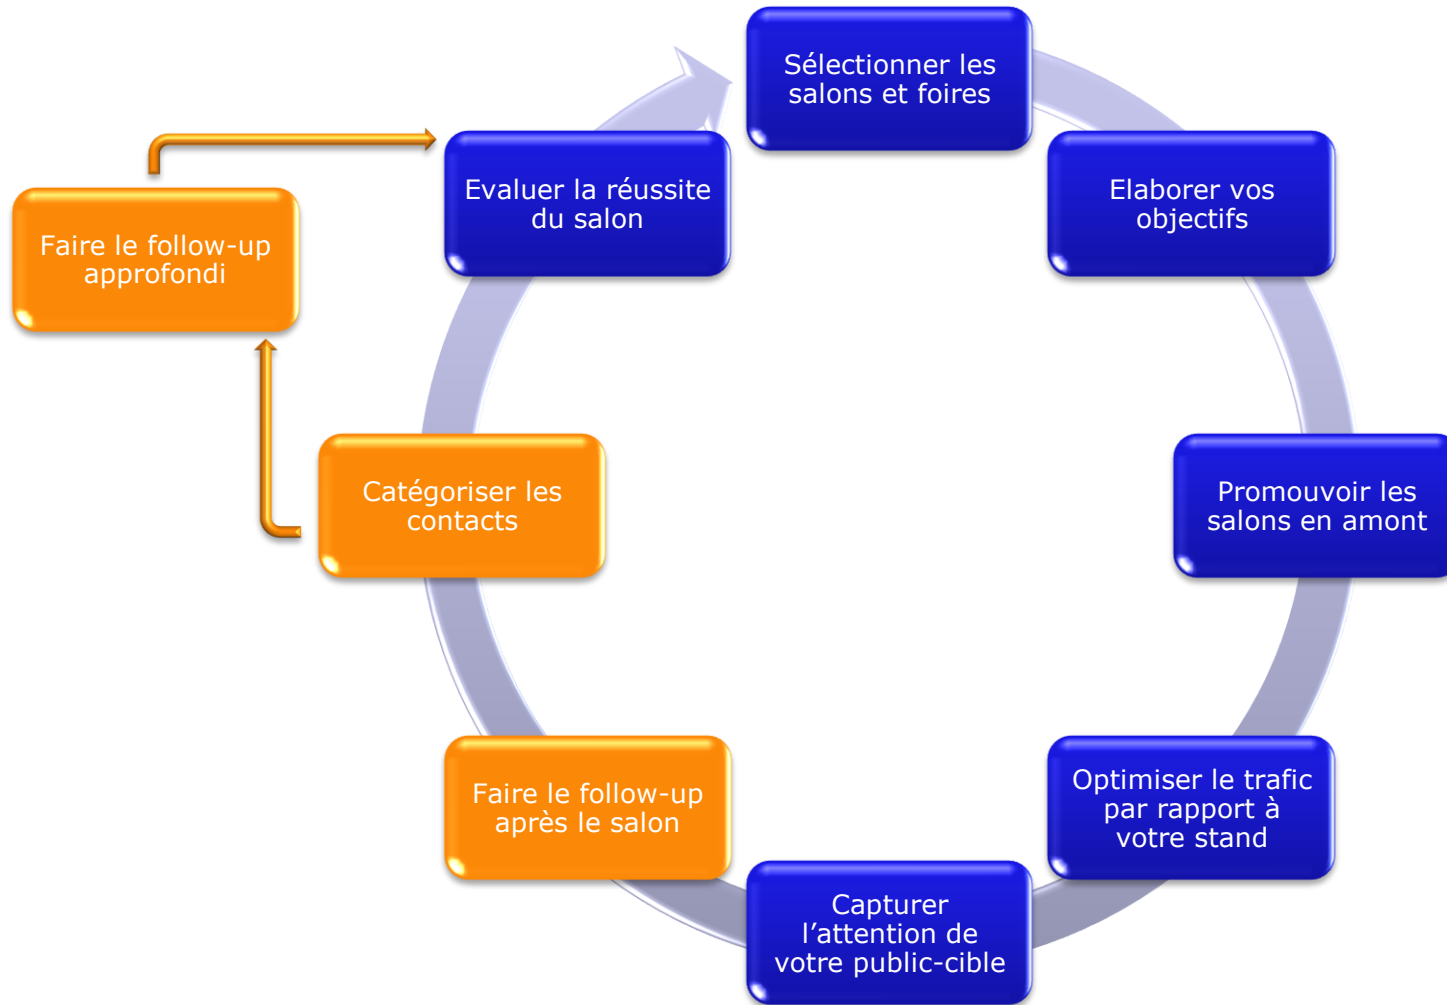 Sélectionner les
salons et foires
Elaborer vos
objectifs
Promouvoir les
salons en amont
Optimiser le trafic
par rapport à
votre stand
Capturer
l’attention de
votre public-cible
Faire le follow-up
après le salon
Catégoriser les
contacts
Faire le follow-up
approfondi
Evaluer la réussite
du salon